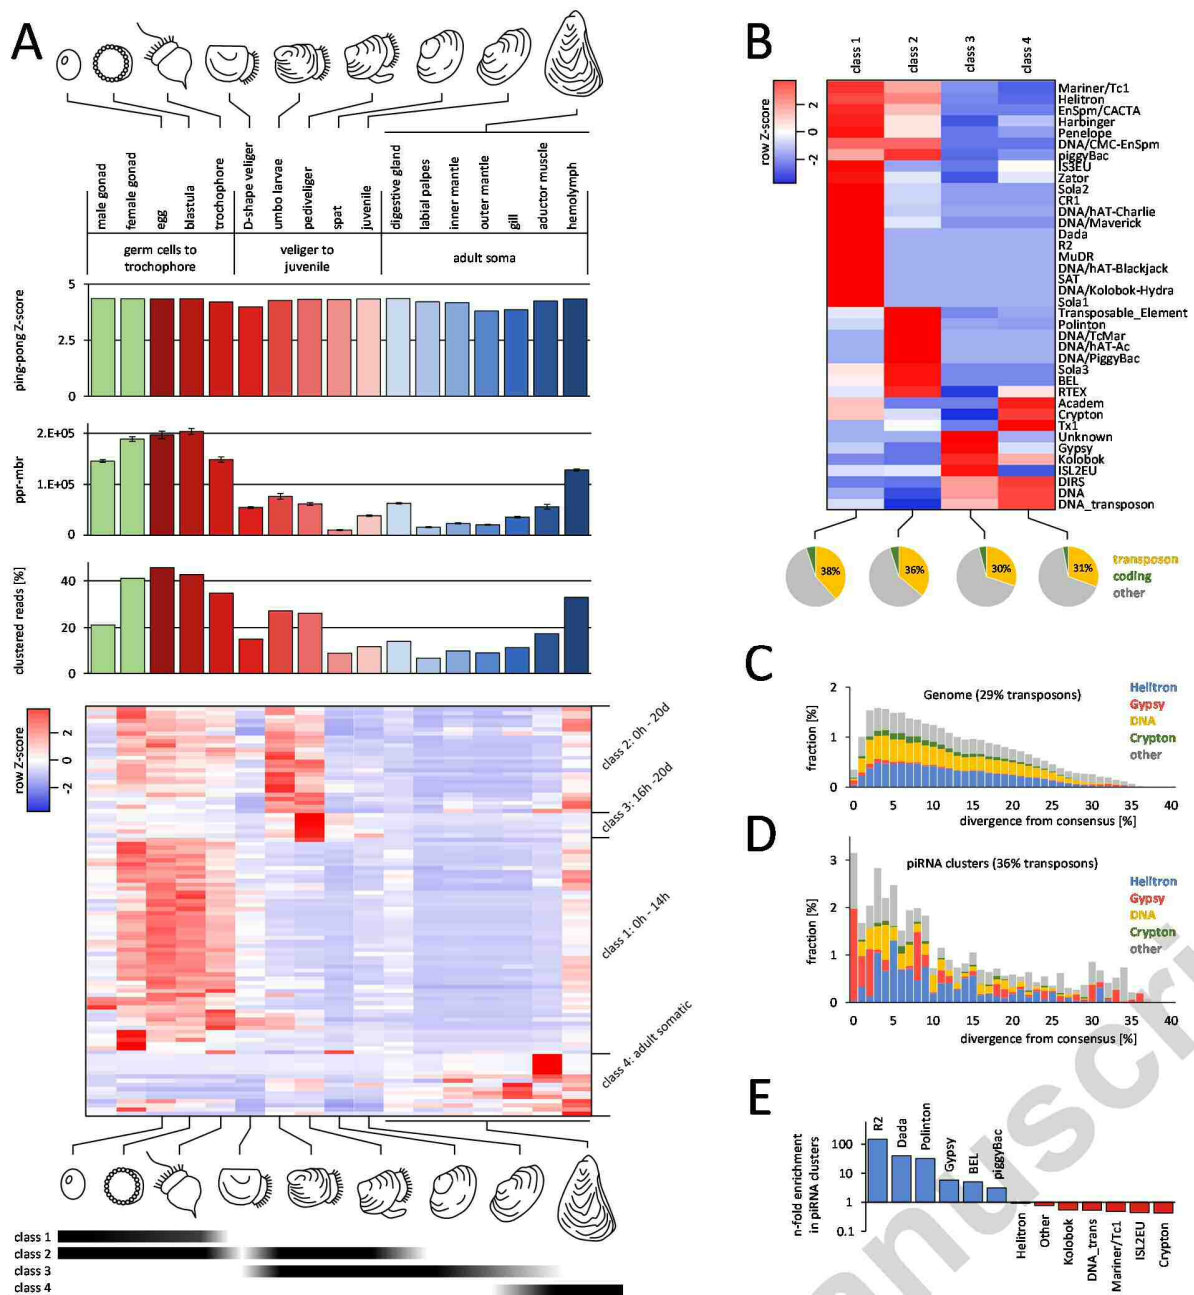 A
male gonad
female gonad
egg
blastula
trochophore
D-shape veliger
umbo larvae
pediveliger
spat
juvenile
digestive gland
labial palpes
inner mantle
outer mantle
gill
aductor muscle
hemolymph
germ cells to
trochophore
veliger to
juvenile
adult soma
ping-pong Z-score
5
2.5
0
ppr-mbr
2.E+05
1.E+05
0
clustered reads [%]
40
20
0
row Z-score
2
0
-2
class 2: 0h - 20d
class 3: 16h -20d
class 1: 0h - 14h
class 4: adult somatic
class 1
class 2
class 3
class 4
B
class 1
class 2
class 3
class 4
row Z-score
2
0
-2
Mariner/Tc1
Helitron
EnSpm/CACTA
Harbinger
Penelope
DNA/CMC-EnSpm
piggyBac
IS3EU
Zator
Sola2
CR1
DNA/hAT-Charlie
DNA/Maverick
Dada
R2
MuDR
DNA/hAT-Blackjack
SAT
DNA/Kolobok-Hydra
Sola1
Transposable_Element
Polinton
DNA/TcMar
DNA/hAT-Ac
DNA/PiggyBac
Sola3
BEL
RTEX
Academ
Crypton
Tx1
Unknown
Gypsy
Kolobok
ISL2EU
DIRS
DNA
DNA_transposon
38%
36%
30%
31%
transposon
coding
other
C
Genome (29% transposons)
fraction [%]
2
1
0
Helitron
Gypsy
DNA
Crypton
other
0 5 10 15 20 25 30 35 40
divergence from consensus [%]
D
piRNA clusters (36% transposons)
fraction [%]
3
2
1
0
Helitron
Gypsy
DNA
Crypton
other
0 5 10 15 20 25 30 35 40
divergence from consensus [%]
E
n-fold enrichment
in piRNA clusters
100
10
1
0.1
R2
Dada
Polinton
Gypsy
BEL
piggyBac
Helitron
Other
Kolobok
DNA_trans
Mariner/Tc1
ISL2EU
Crypton
anuscri